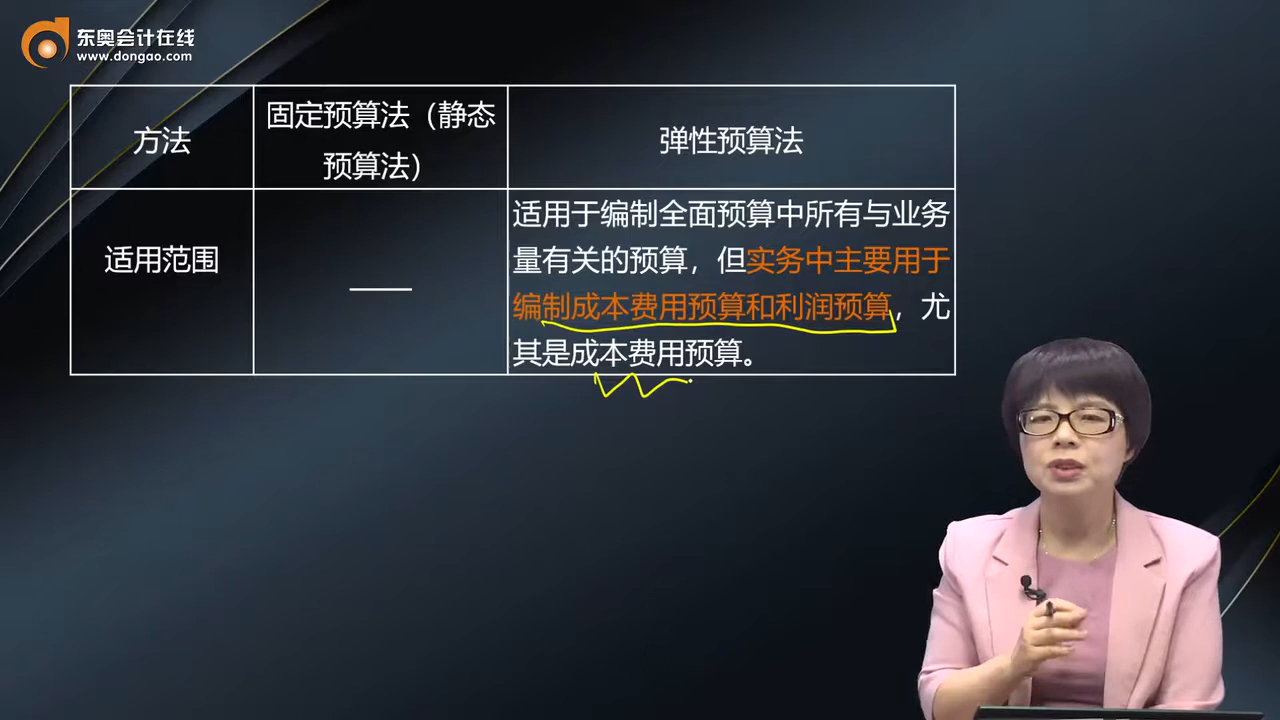 东奥会计在线
www.dongao.com
方法
固定预算法（静态
预算法）
弹性预算法
适用范围
——
适用于编制全面预算中所有与业务
量有关的预算，但实务中主要用于
编制成本费用预算和利润预算，尤
其是成本费用预算。